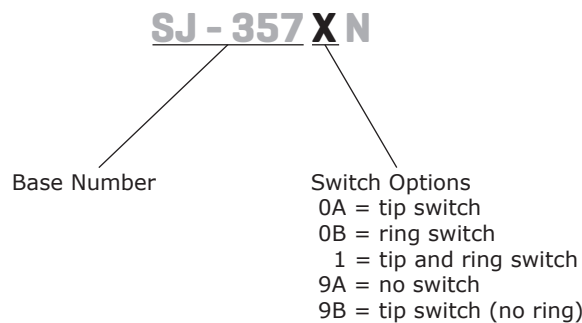 SJ - 357 X N
Base Number
Switch Options
0A = tip switch
0B = ring switch
1 = tip and ring switch
9A = no switch
9B = tip switch (no ring)